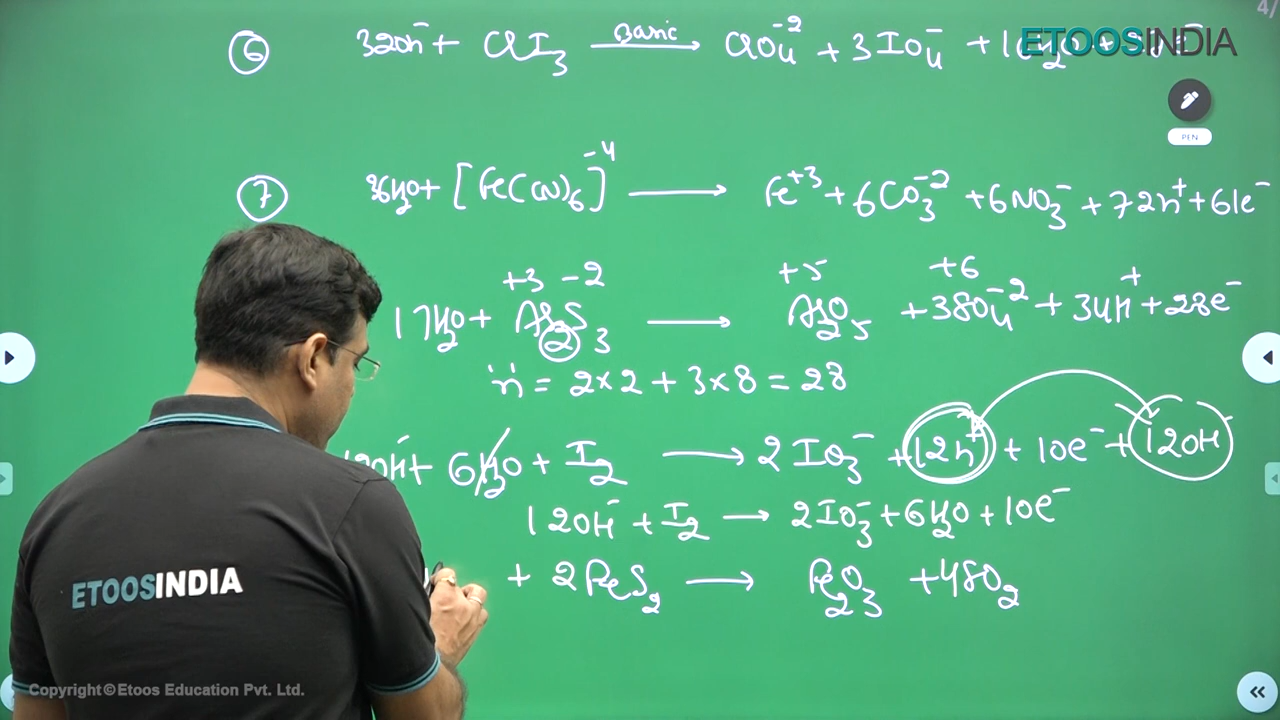 4/
⑥ 32OH⁻ + CrI₃ —Basic→ CrO₄⁻² + 3IO₄⁻ + 16H₂O +
ETOOSINDIA
PEN
⑦ 36H₂O + [Fe(CN)₆]⁻⁴ → Fe⁺³ + 6CO₃⁻² + 6NO₃⁻ + 72H⁺ + 61e⁻
+3 -2 +5 +6
17H₂O + As₂S₃ → As₂O₅ + 3SO₄⁻² + 34H⁺ + 28e⁻
"n" = 2×2 + 3×8 = 28
12OH⁻ + 6H₂O + I₂ → 2IO₃⁻ + 12H⁺ + 10e⁻ + 12OH
12OH⁻ + I₂ → 2IO₃⁻ + 6H₂O + 10e⁻
+ 2FeS₂ → Fe₂O₃ + 4SO₂
ETOOSINDIA
Copyright © Etoos Education Pvt. Ltd.